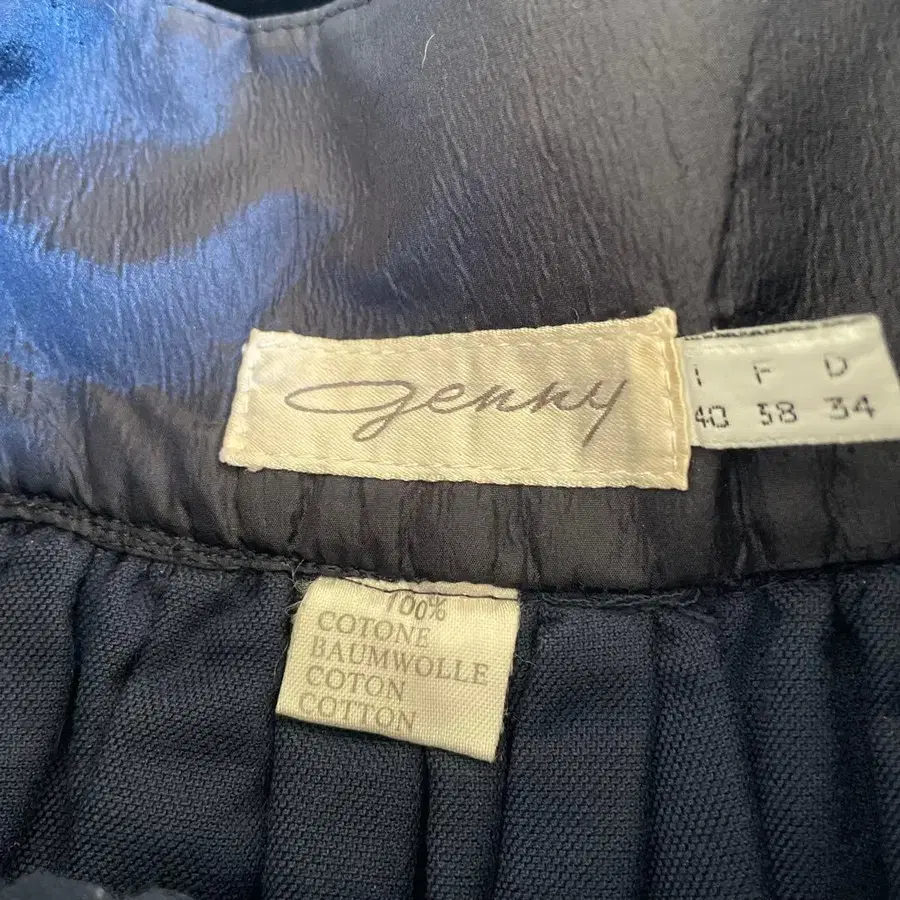 genny
I F D
40 38 34
100%
COTONE
BAUMWOLLE
COTON
COTTON